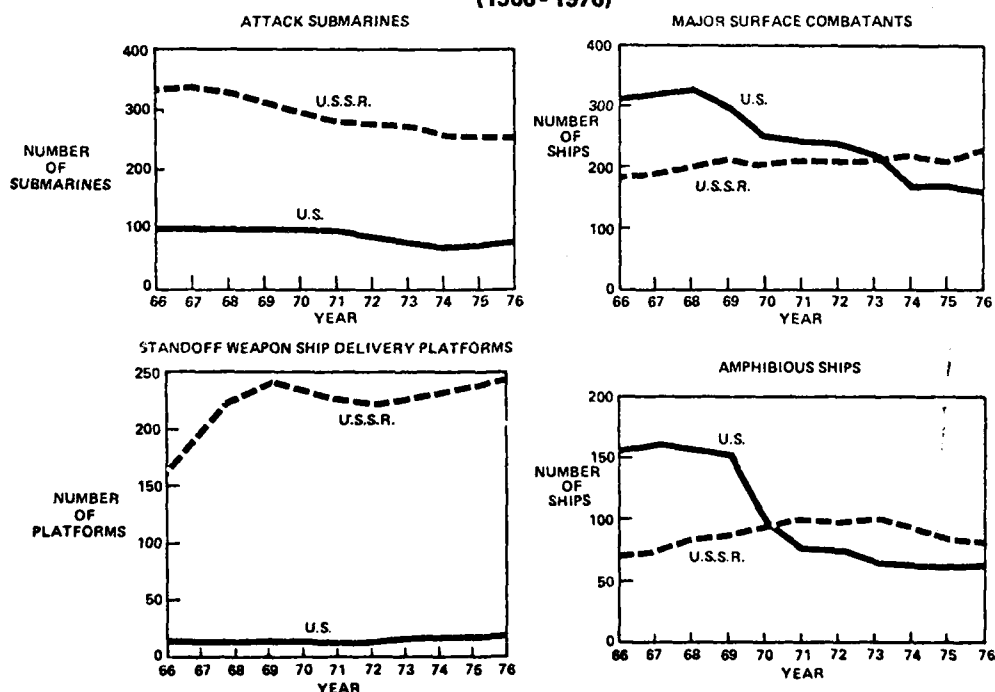 (1966 - 1976)
ATTACK SUBMARINES
400
300
200
100
0
NUMBER
OF
SUBMARINES
U.S.S.R.
U.S.
66 67 68 69 70 71 72 73 74 75 76
YEAR
MAJOR SURFACE COMBATANTS
400
300
200
100
0
NUMBER
OF
SHIPS
U.S.
U.S.S.R.
66 67 68 69 70 71 72 73 74 75 76
YEAR
STANDOFF WEAPON SHIP DELIVERY PLATFORMS
250
200
150
100
50
0
NUMBER
OF
PLATFORMS
U.S.S.R.
U.S.
66 67 68 69 70 71 72 73 74 75 76
YEAR
AMPHIBIOUS SHIPS
200
150
100
50
0
NUMBER
OF
SHIPS
U.S.
U.S.S.R.
66 67 68 69 70 71 72 73 74 75 76
YEAR